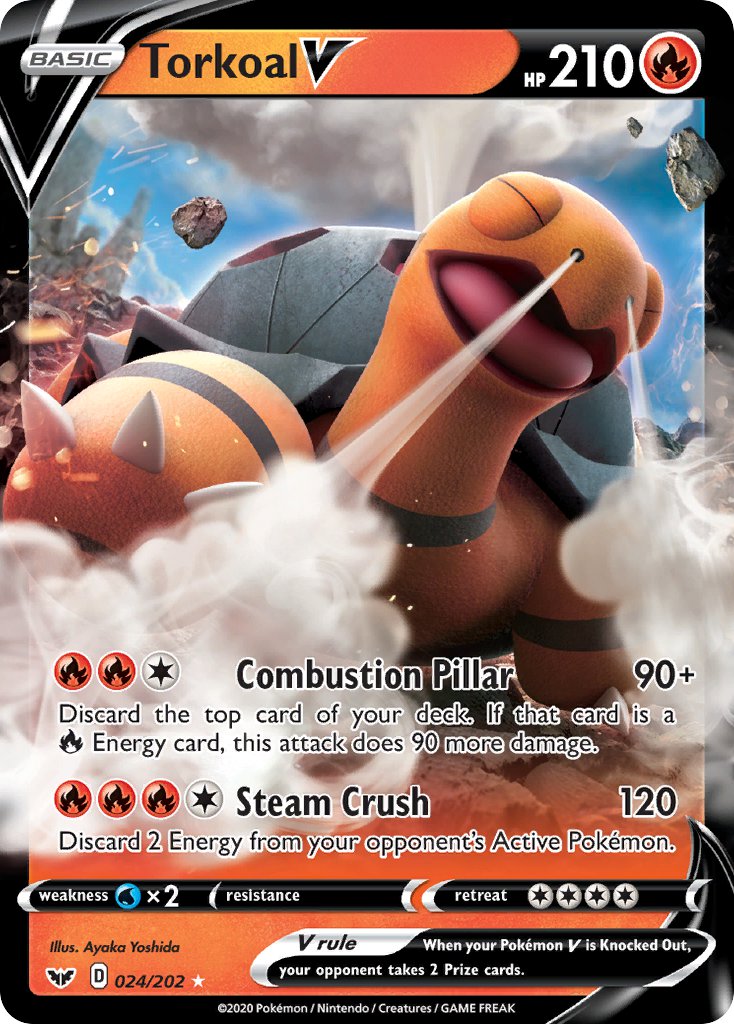 BASIC Torkoal V HP 210
Combustion Pillar 90+
Discard the top card of your deck. If that card is a
Energy card, this attack does 90 more damage.
Steam Crush 120
Discard 2 Energy from your opponent's Active Pokémon.
weakness ×2 resistance retreat
Illus. Ayaka Yoshida
V rule When your Pokémon V is Knocked Out,
your opponent takes 2 Prize cards.
D 024/202 ★
©2020 Pokémon / Nintendo / Creatures / GAME FREAK